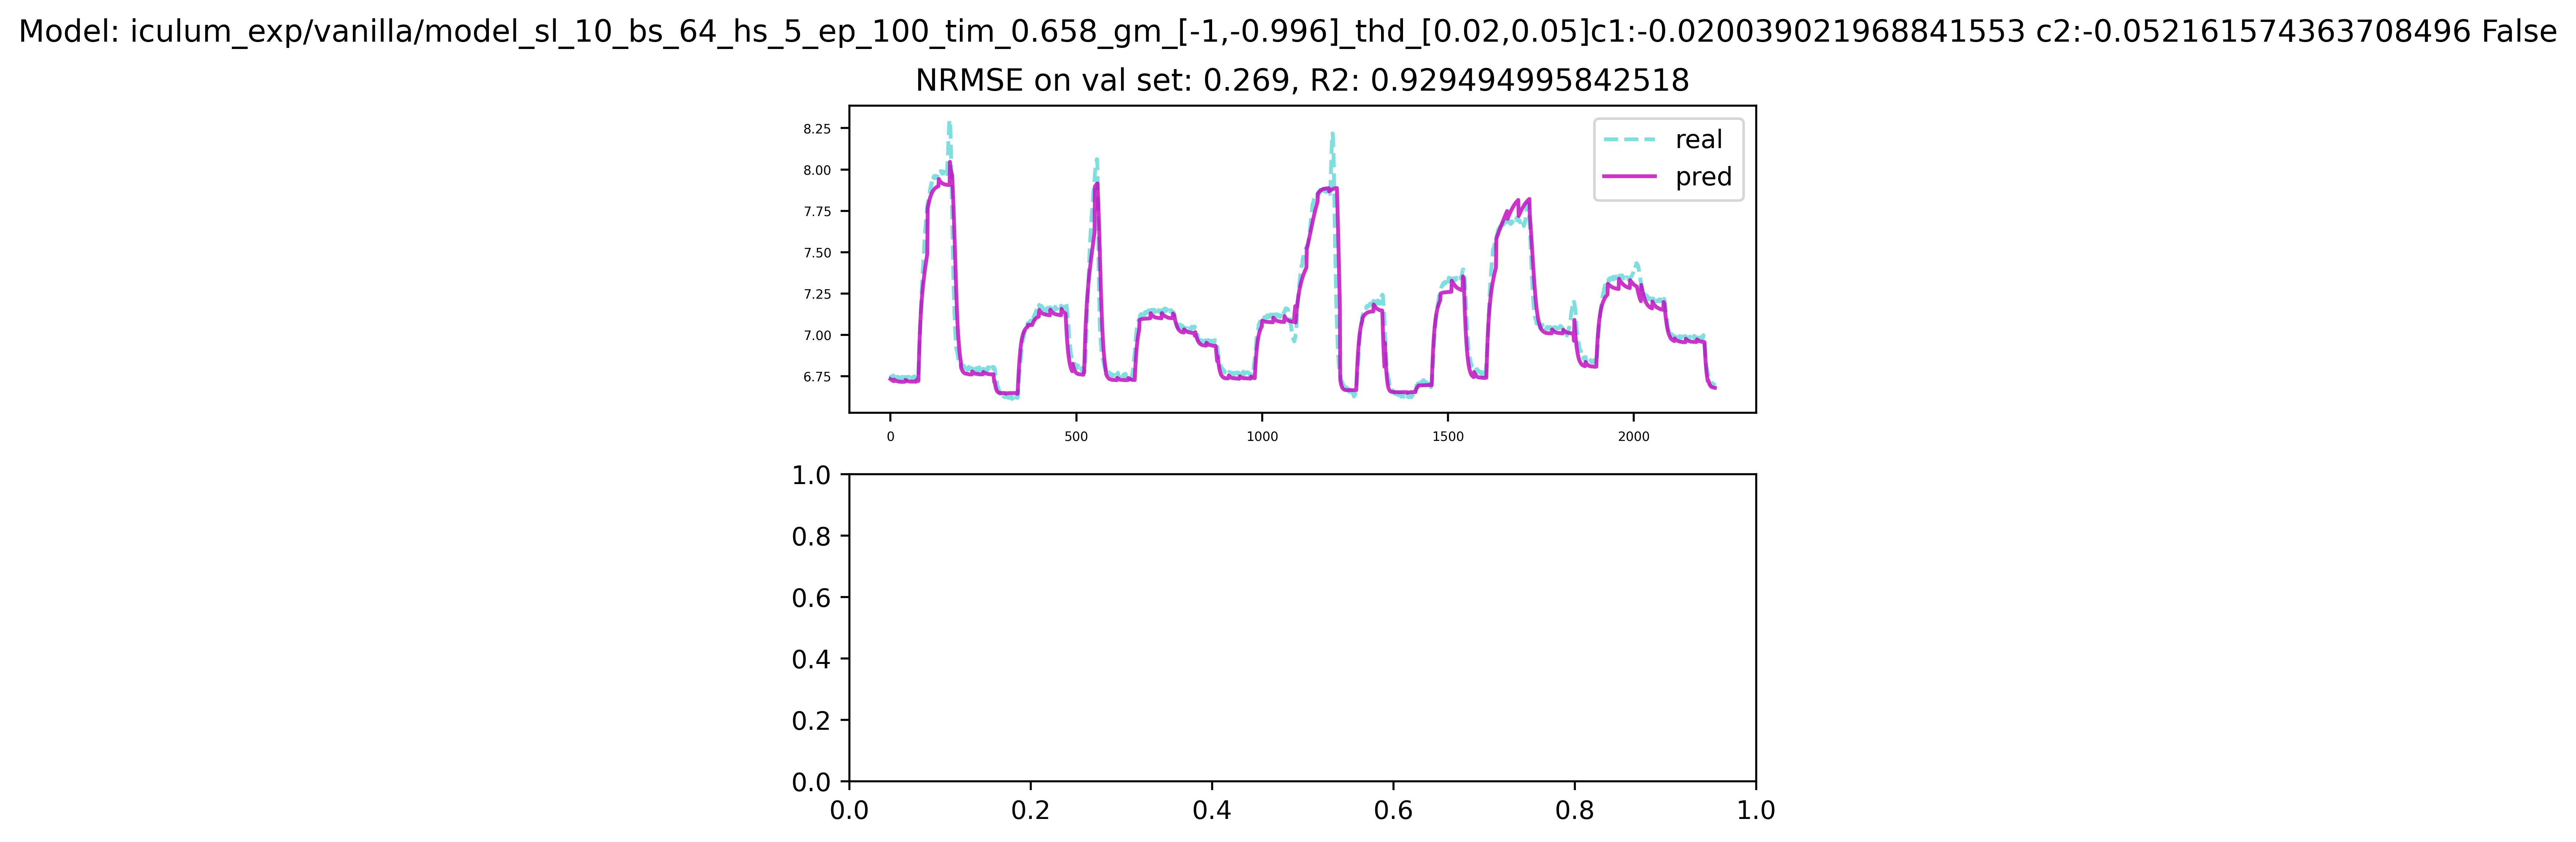 Model: iculum_exp/vanilla/model_sl_10_bs_64_hs_5_ep_100_tim_0.658_gm_[-1,-0.996]_thd_[0.02,0.05]c1:-0.020039021968841553 c2:-0.052161574363708496 False
NRMSE on val set: 0.269, R2: 0.929494995842518
8.25
8.00
7.75
7.50
7.25
7.00
6.75
real
pred
0 500 1000 1500 2000
1.0
0.8
0.6
0.4
0.2
0.0
0.0 0.2 0.4 0.6 0.8 1.0